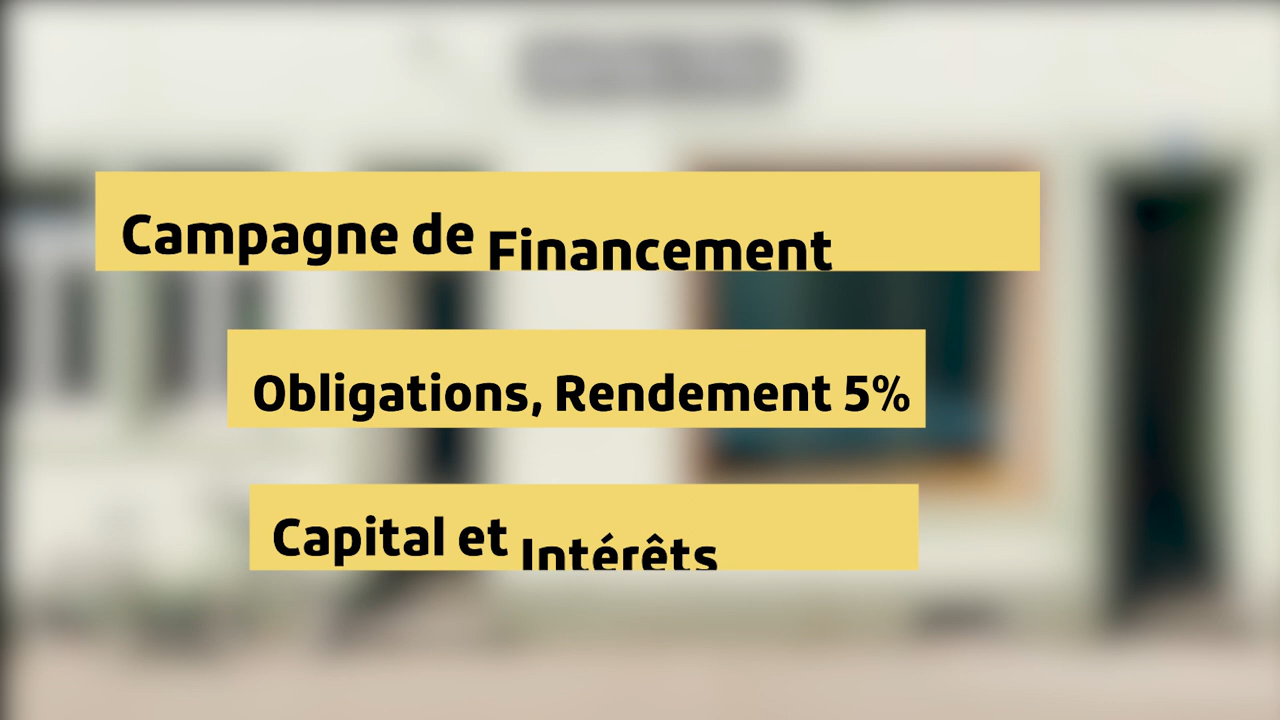 Campagne de Financement
Obligations, Rendement 5%
Capital et Intérêts